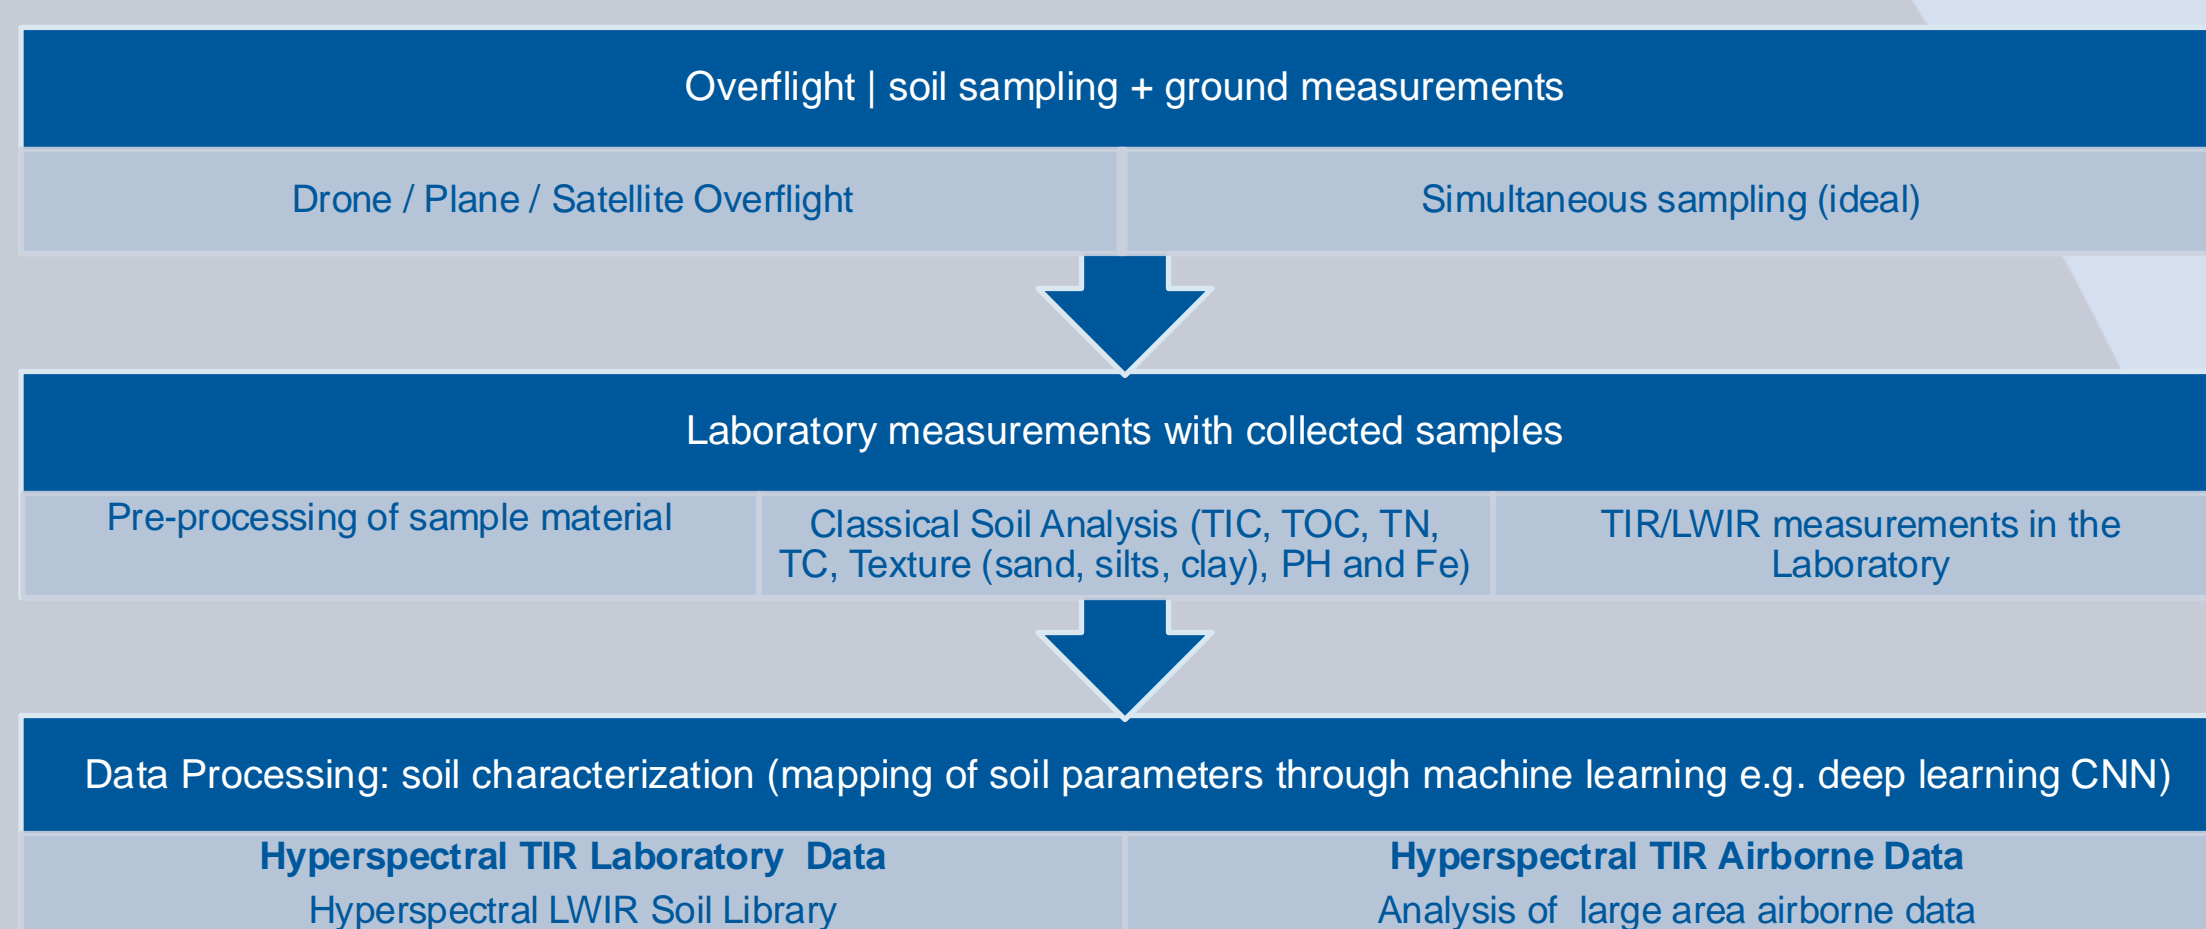 Overflight | soil sampling + ground measurements
Drone / Plane / Satellite Overflight
Simultaneous sampling (ideal)
Laboratory measurements with collected samples
Pre-processing of sample material
Classical Soil Analysis (TIC, TOC, TN,
TC, Texture (sand, silts, clay), PH and Fe)
TIR/LWIR measurements in the
Laboratory
Data Processing: soil characterization (mapping of soil parameters through machine learning e.g. deep learning CNN)
Hyperspectral TIR Laboratory Data
Hyperspectral LWIR Soil Library
Hyperspectral TIR Airborne Data
Analysis of large area airborne data